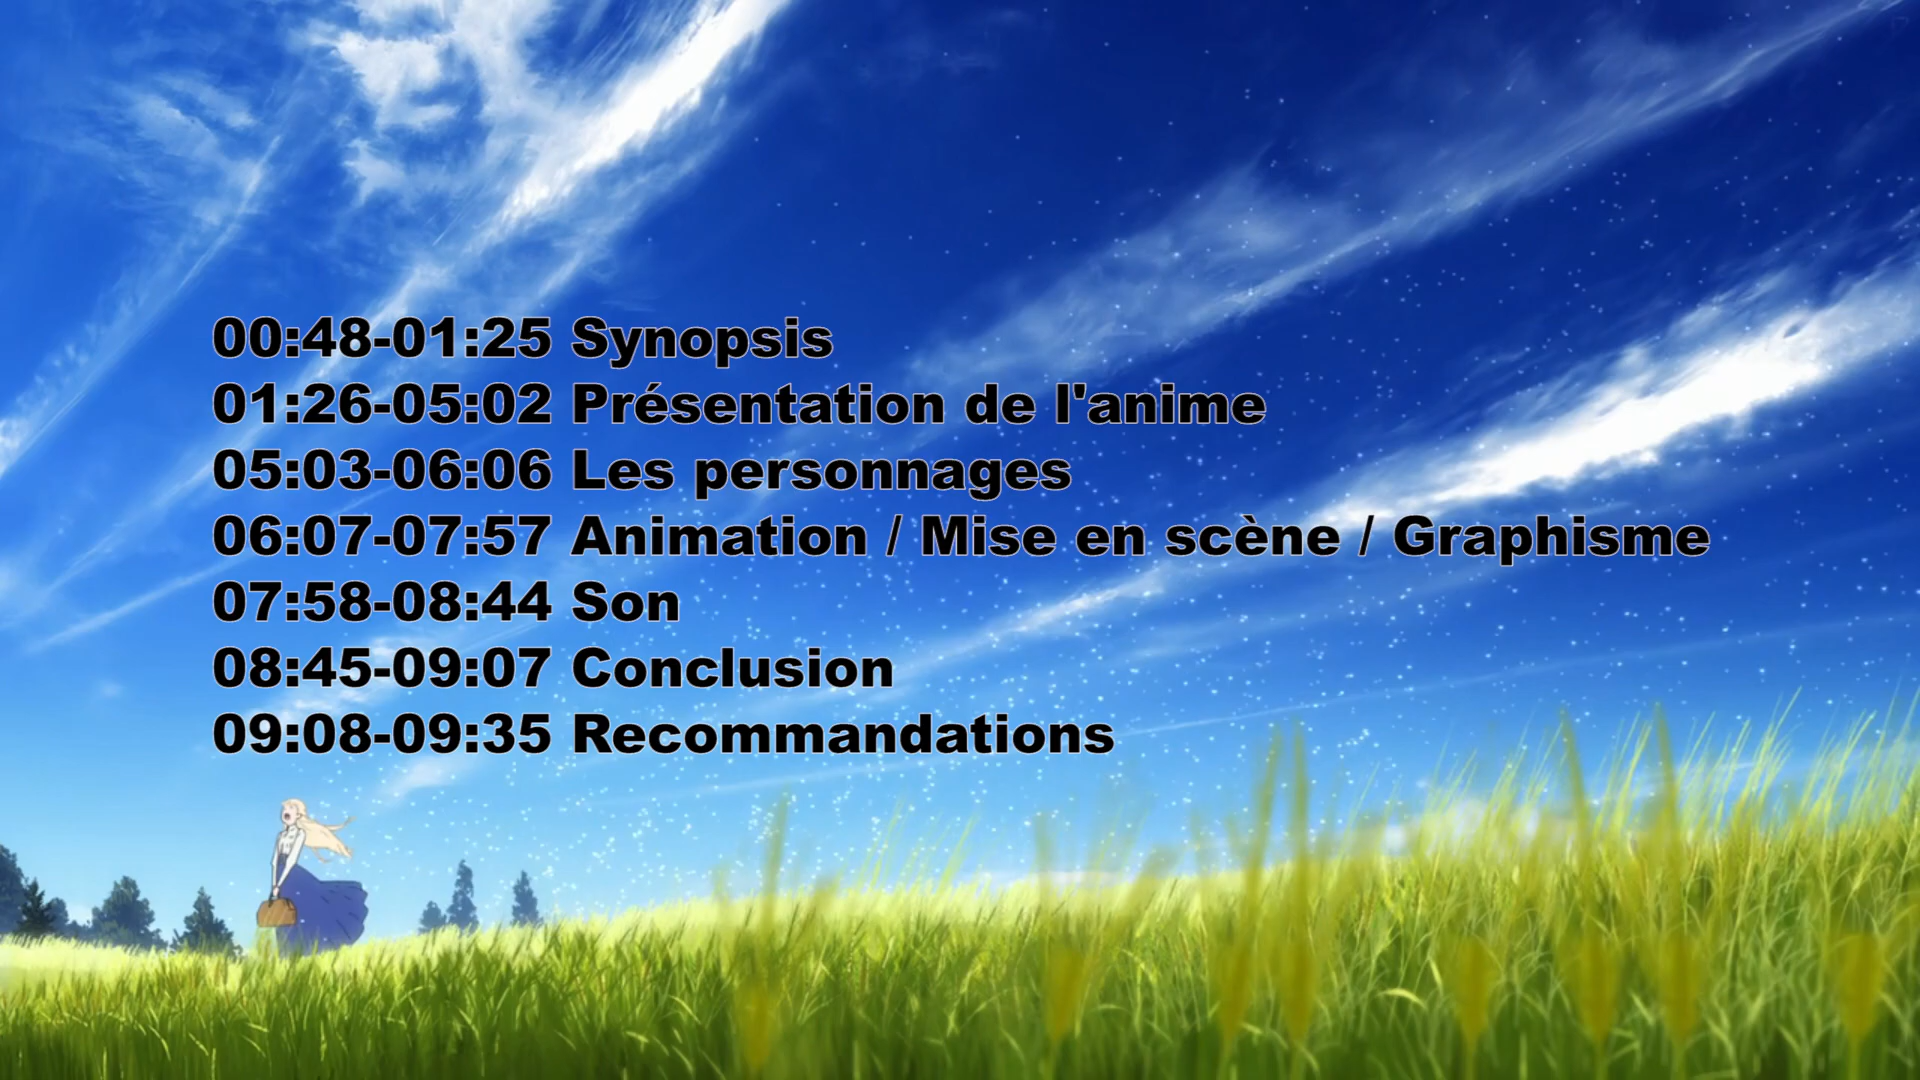 00:48-01:25 Synopsis
01:26-05:02 Présentation de l'anime
05:03-06:06 Les personnages
06:07-07:57 Animation / Mise en scène / Graphisme
07:58-08:44 Son
08:45-09:07 Conclusion
09:08-09:35 Recommandations